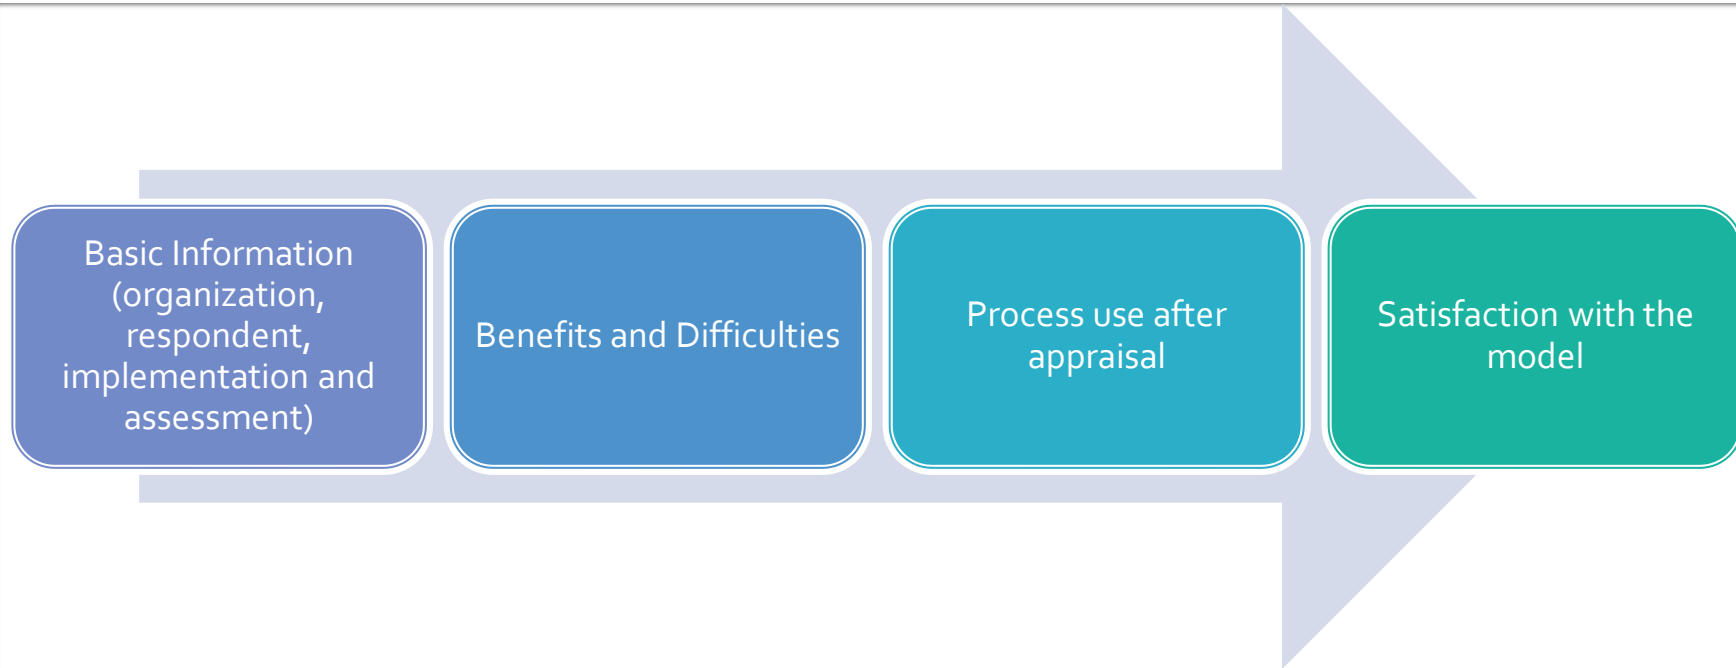 Basic Information
(organization,
respondent,
implementation and
assessment)
Benefits and Difficulties
Process use after
appraisal
Satisfaction with the
model